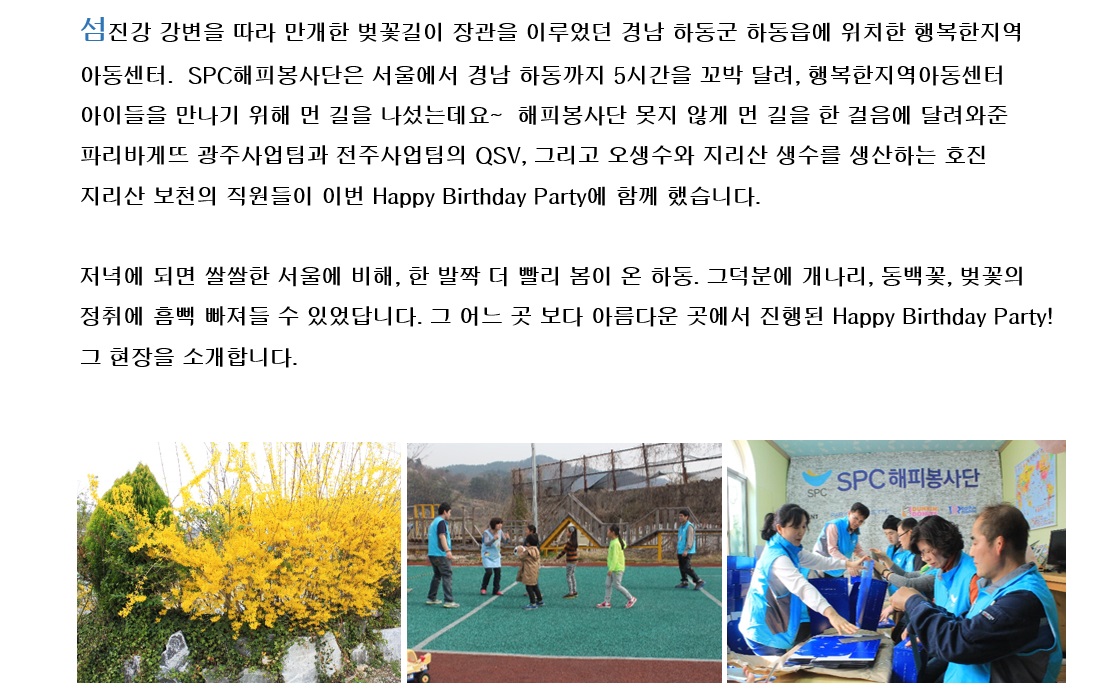 섬진강 강변을 따라 만개한 벚꽃길이 장관을 이루었던 경남 하동군 하동읍에 위치한 행복한지역
아동센터.  SPC해피봉사단은 서울에서 경남 하동까지 5시간을 꼬박 달려, 행복한지역아동센터
아이들을 만나기 위해 먼 길을 나섰는데요~  해피봉사단 못지 않게 먼 길을 한 걸음에 달려와준
파리바게뜨 광주사업팀과 전주사업팀의 QSV, 그리고 오생수와 지리산 생수를 생산하는 호진
지리산 보천의 직원들이 이번 Happy Birthday Party에 함께 했습니다.
저녁에 되면 쌀쌀한 서울에 비해, 한 발짝 더 빨리 봄이 온 하동. 그덕분에 개나리, 동백꽃, 벚꽃의
정취에 흠뻑 빠져들 수 있었답니다. 그 어느 곳 보다 아름다운 곳에서 진행된 Happy Birthday Party!
그 현장을 소개합니다.
SPC SPC해피봉사단